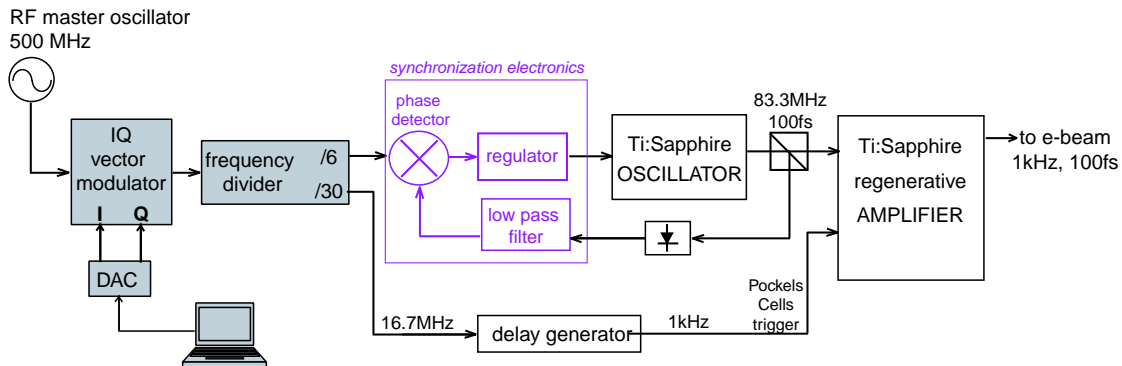 RF master oscillator
500 MHz
synchronization electronics
phase
detector
83.3MHz
100fs
IQ
vector
modulator
I Q
frequency
divider
/6
/30
regulator
low pass
filter
Ti:Sapphire
OSCILLATOR
Ti:Sapphire
regenerative
AMPLIFIER
to e-beam
1kHz, 100fs
DAC
16.7MHz
delay generator
1kHz
Pockels
Cells
trigger